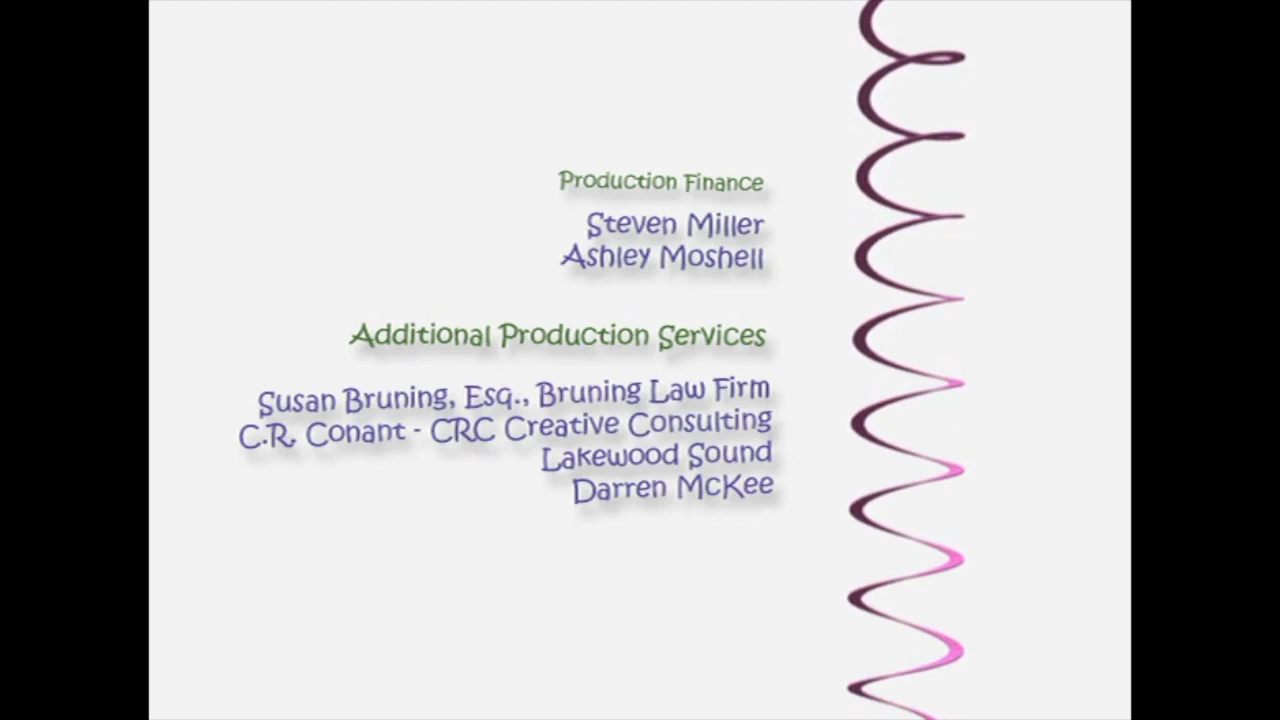 Production Finance
Steven Miller
Ashley Moshell
Additional Production Services
Susan Bruning, Esq., Bruning Law Firm
C.R. Conant - CRC Creative Consulting
Lakewood Sound
Darren McKee